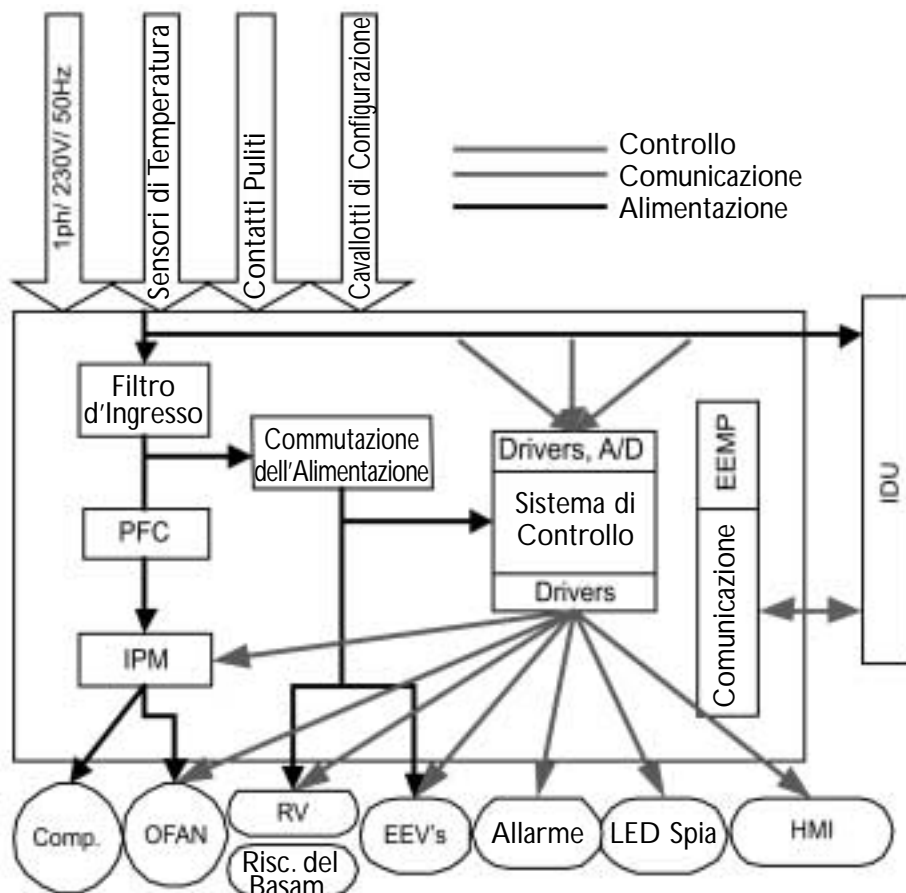 1ph/ 230V/ 50Hz
Sensori di Temperatura
Contatti Puliti
Cavallotti di Configurazione
Controllo
Comunicazione
Alimentazione
Filtro
d'Ingresso
Commutazione
dell'Alimentazione
PFC
IPM
Drivers, A/D
Sistema di
Controllo
Drivers
EEMP
Comunicazione
IDU
Comp.
OFAN
RV
Risc. del
Basam.
EEV's
Allarme
LED Spia
HMI